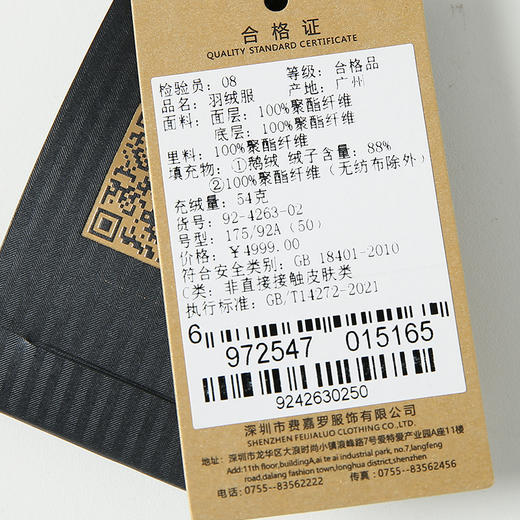 合格证
QUALITY STANDARD CERTIFICATE
检验员: 08 等级: 合格品
品名: 羽绒服 产地: 广州
面料: 面层: 100%聚酯纤维
底层: 100%聚酯纤维
里料: 100%聚酯纤维
填充物: ①鹅绒 绒子含量: 88%
②100%聚酯纤维(无纺布除外)
充绒量: 54克
货号: 92-4263-02
号型: 175/92A (50)
价格: ¥4999.00
符合安全类别: GB 18401-2010
C类: 非直接接触皮肤类
执行标准: GB/T14272-2021
6 972547 015165
9242630250
深圳市费嘉罗服饰有限公司
SHENZHEN FEIJIALUO CLOTHING CO.LTD.
地址: 深圳市龙华区大浪时尚小镇浪峰路7号爱特爱产业园A座11楼
Add:11th floor,buildingA,ai te ai industrial park, no.7,langfeng
road,dalang fashion town,longhua district,shenzhen
电话: 0755--83562222 传真: 0755--83562456